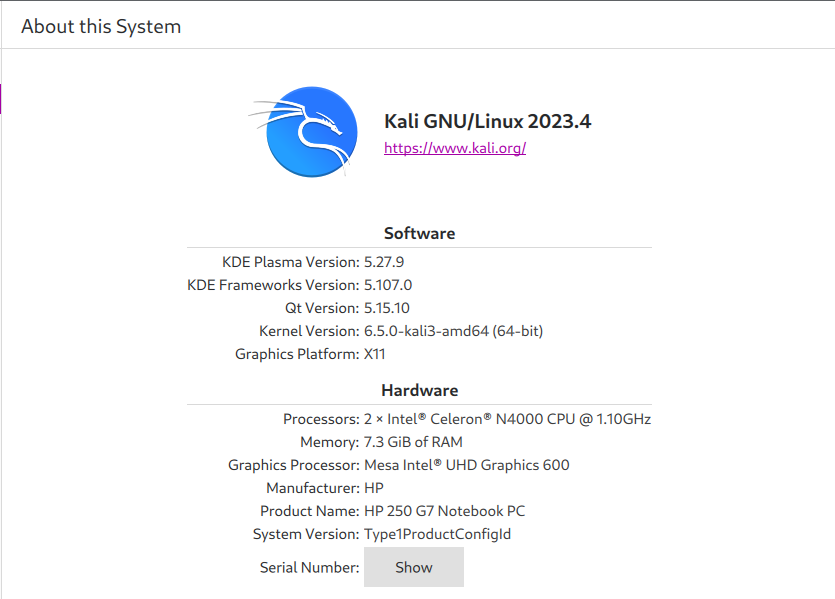 About this System
Kali GNU/Linux 2023.4
https://www.kali.org/
Software
KDE Plasma Version: 5.27.9
KDE Frameworks Version: 5.107.0
Qt Version: 5.15.10
Kernel Version: 6.5.0-kali3-amd64 (64-bit)
Graphics Platform: X11
Hardware
Processors: 2 × Intel® Celeron® N4000 CPU @ 1.10GHz
Memory: 7.3 GiB of RAM
Graphics Processor: Mesa Intel® UHD Graphics 600
Manufacturer: HP
Product Name: HP 250 G7 Notebook PC
System Version: Type1ProductConfigId
Serial Number: Show